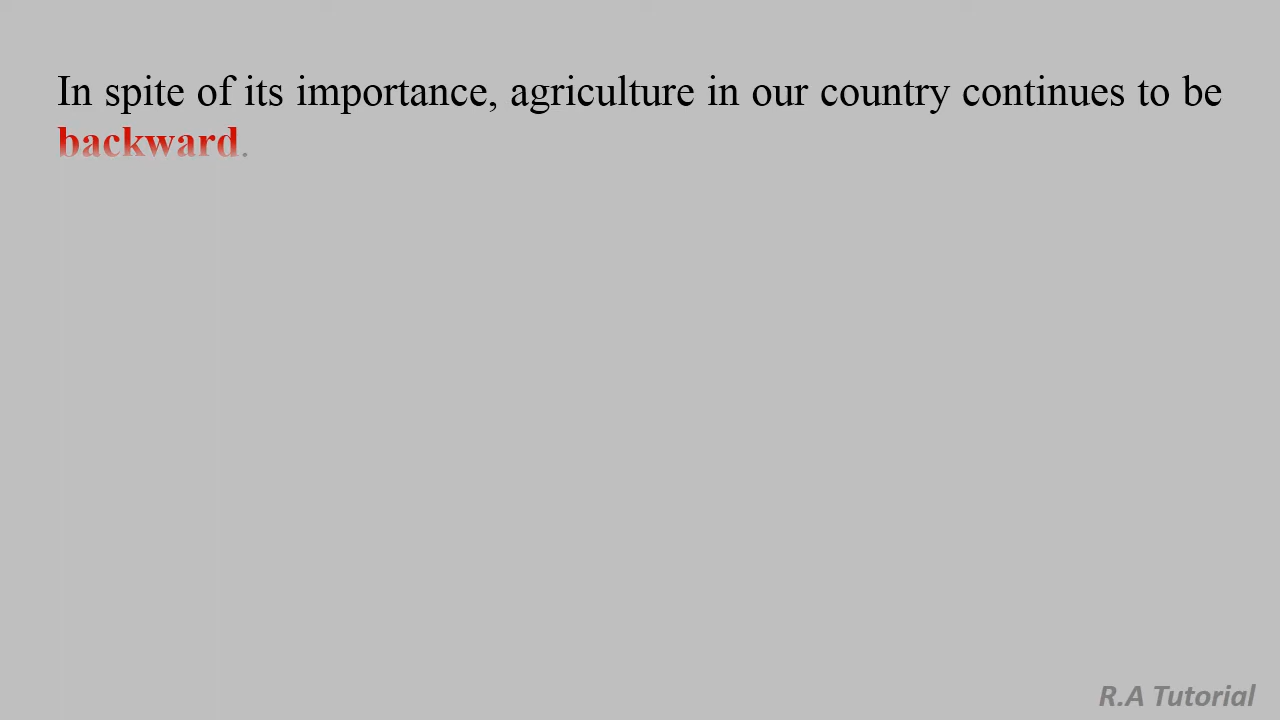 In spite of its importance, agriculture in our country continues to be
backward.
R.A Tutorial